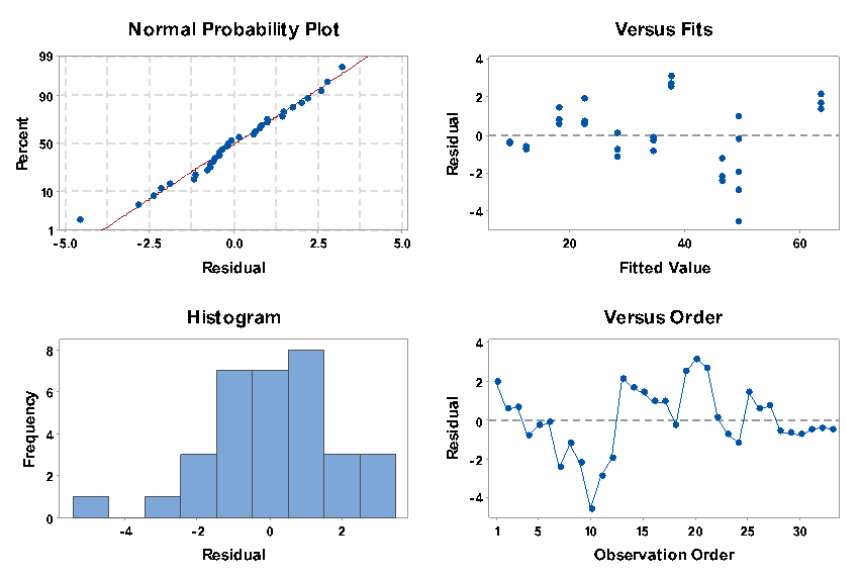 Normal Probability Plot
99
90
50
10
1
Percent
-5.0 -2.5 0.0 2.5 5.0
Residual
Versus Fits
4
2
0
-2
-4
Residual
20 40 60
Fitted Value
Histogram
8
6
4
2
0
Frequency
-4 -2 0 2
Residual
Versus Order
4
2
0
-2
-4
Residual
1 5 10 15 20 25 30
Observation Order